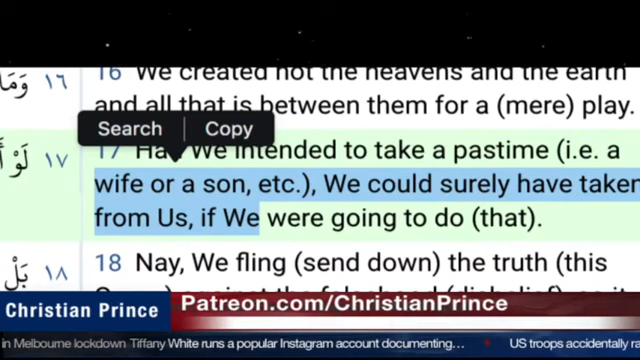 ١٦ وَمَا
16 We created not the heavens and the earth
and all that is between them for a (mere) play.
Search Copy
١٧ لَوْ
17 We intended to take a pastime (i.e. a
wife or a son, etc.), We could surely have taken
from Us, if We were going to do (that).
١٨ بَلْ
18 Nay, We fling (send down) the truth (this
Christian Prince
Patreon.com/ChristianPrince
in Melbourne lockdown Tiffany White runs a popular Instagram account documenting... US troops accidentally ra